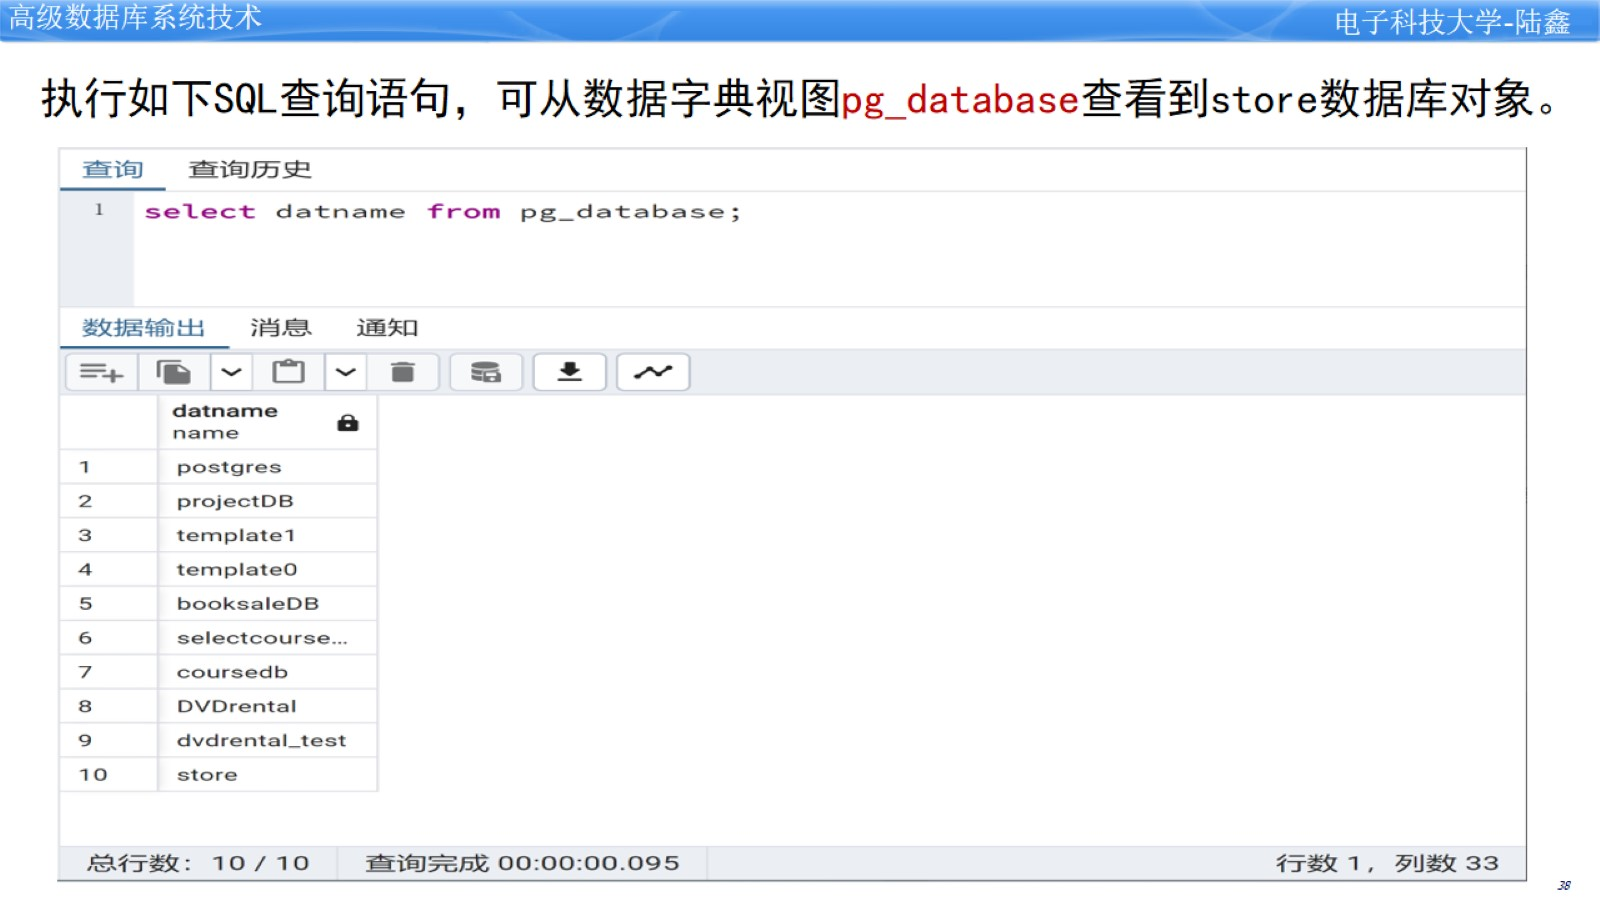 高级数据库系统技术
电子科技大学-陆鑫
执行如下SQL查询语句，可从数据字典视图pg_database查看到store数据库对象。
查询 查询历史
1 select datname from pg_database;
数据输出 消息 通知
datname
name
1 postgres
2 projectDB
3 template1
4 template0
5 booksaleDB
6 selectcourse...
7 coursedb
8 DVDrental
9 dvdrental_test
10 store
总行数： 10 / 10 查询完成 00:00:00.095 行数 1， 列数 33
38